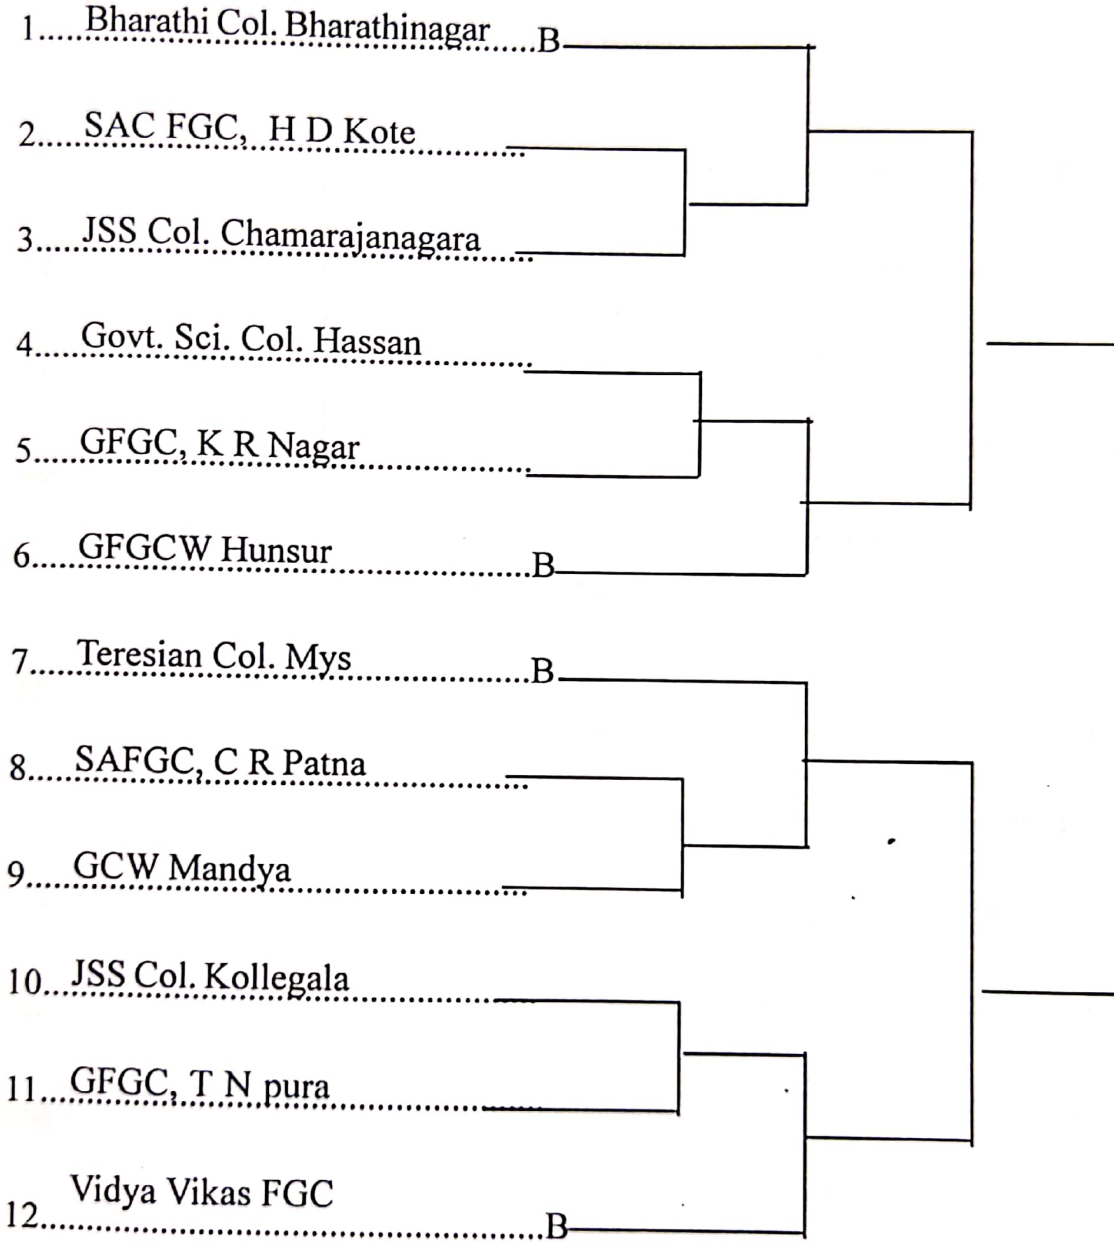 1.....Bharathi Col. Bharathinagar.....B
2.....SAC FGC, H D Kote.....
3.....JSS Col. Chamarajanagara.....
4.....Govt. Sci. Col. Hassan.....
5.....GFGC, K R Nagar.....
6.....GFGCW Hunsur.....B
7.....Teresian Col. Mys.....B
8.....SAFGC, C R Patna.....
9.....GCW Mandya.....
10...JSS Col. Kollegala.....
11...GFGC, T N pura.....
12...Vidya Vikas FGC.....B